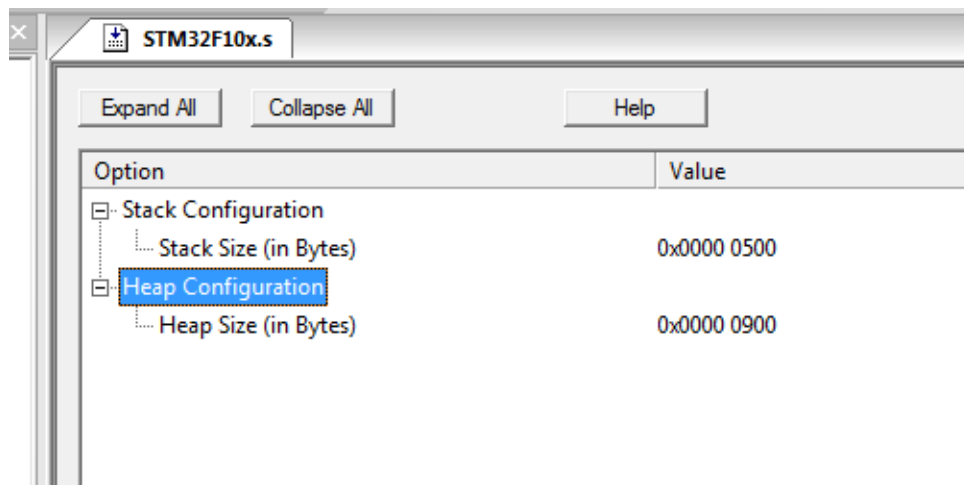 STM32F10x.s
Expand All Collapse All Help
Option Value
Stack Configuration
Stack Size (in Bytes) 0x0000 0500
Heap Configuration
Heap Size (in Bytes) 0x0000 0900